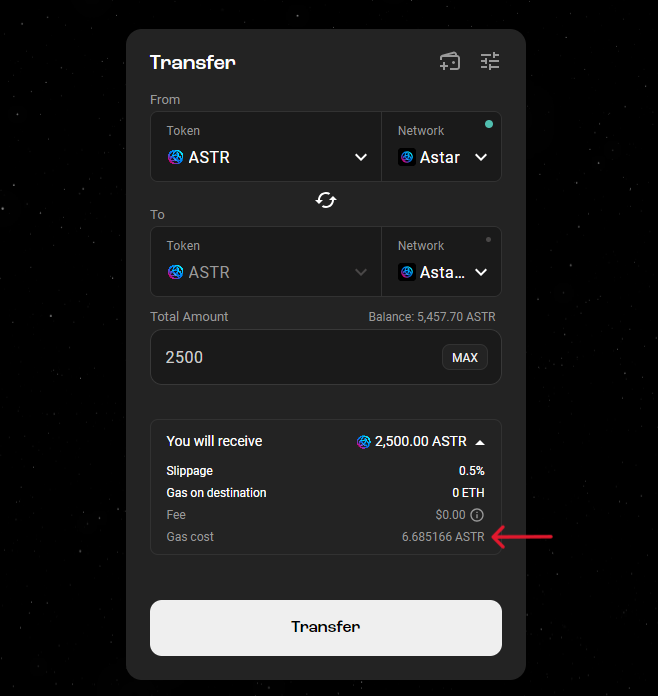 Transfer
From
Token
Network
ASTR
Astar
To
Token
Network
ASTR
Asta...
Total Amount
Balance: 5,457.70 ASTR
2500
MAX
You will receive
2,500.00 ASTR
Slippage
0.5%
Gas on destination
0 ETH
Fee
$0.00
Gas cost
6.685166 ASTR
Transfer